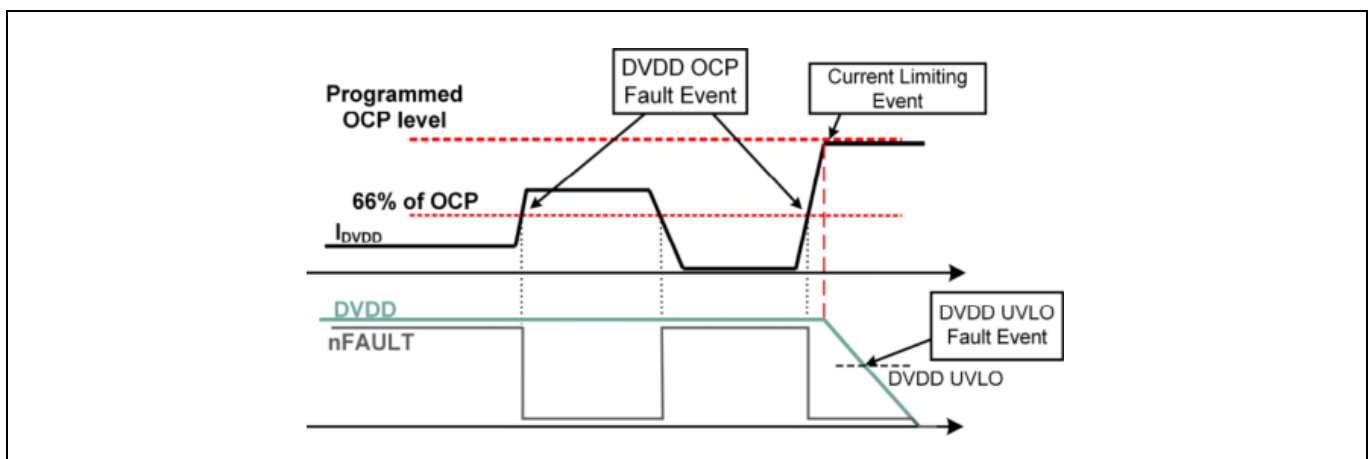 DVDD OCP
Fault Event
Current Limiting
Event
Programmed
OCP level
66% of OCP
IDVDD
DVDD
nFAULT
DVDD UVLO
Fault Event
DVDD UVLO